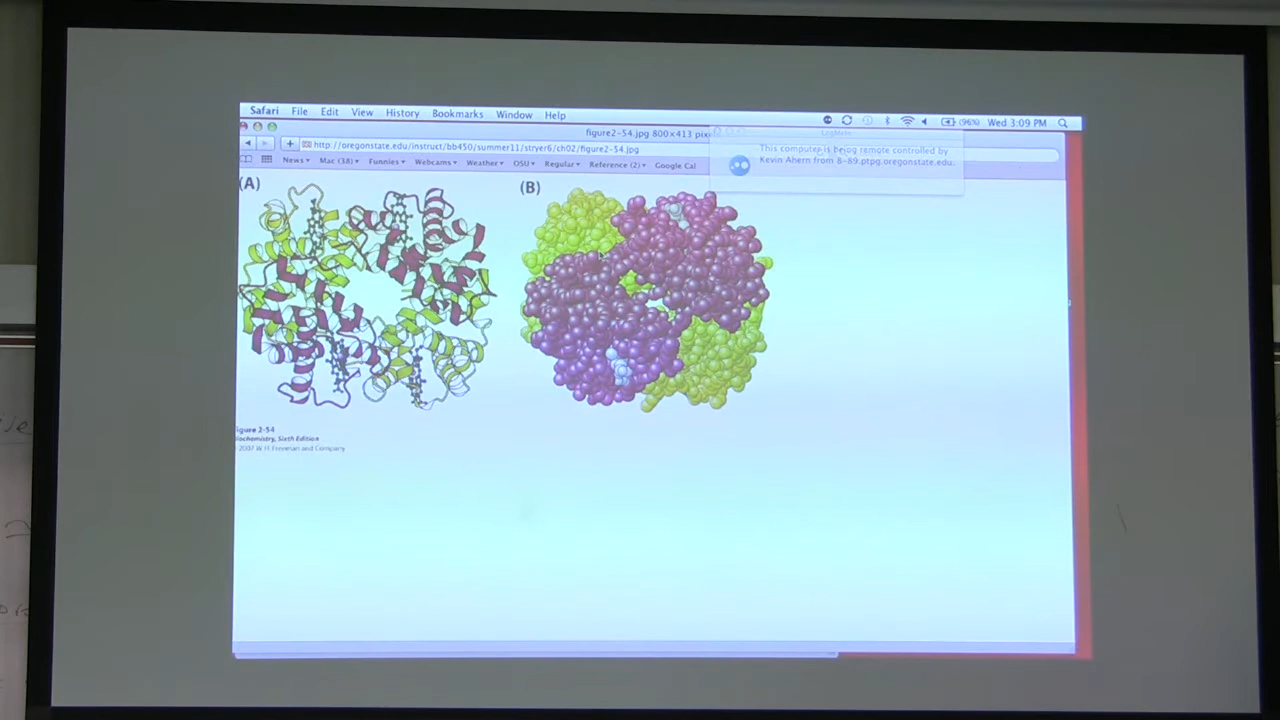 Safari File Edit View History Bookmarks Window Help (96%) Wed 3:09 PM
figure2-54.jpg 800×413 pixe
LogMeIn
http://oregonstate.edu/instruct/bb450/summer11/stryer6/ch02/figure2-54.jpg
This computer is being remote controlled by
Kevin Ahern from 8-89.ptpg.oregonstate.edu.
News Mac (38) Funnies Webcams Weather OSU Regular Reference (2) Google Cal
(A) (B)
igure 2-54
iochemistry, Sixth Edition
2007 W. H. Freeman and Company